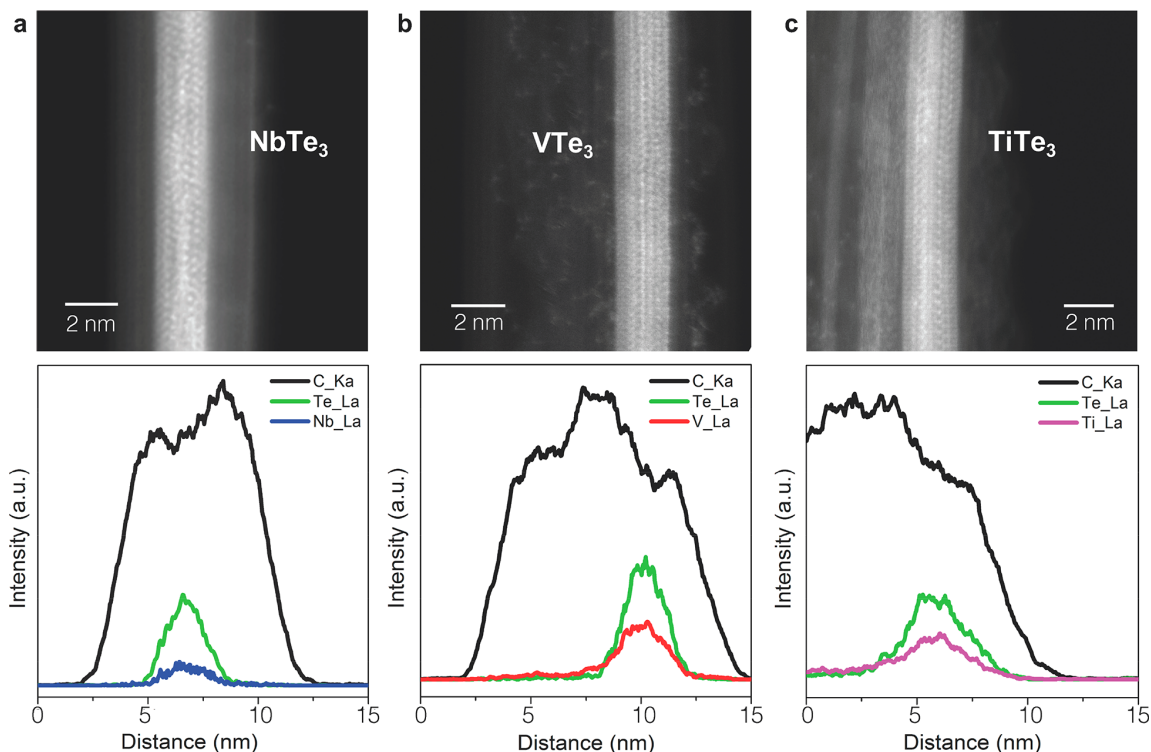 a
NbTe3
2 nm
b
VTe3
2 nm
c
TiTe3
2 nm
Intensity (a.u.)
C_Ka
Te_La
Nb_La
0 5 10 15
Distance (nm)
Intensity (a.u.)
C_Ka
Te_La
V_La
0 5 10 15
Distance (nm)
Intensity (a.u.)
C_Ka
Te_La
Ti_La
0 5 10 15
Distance (nm)